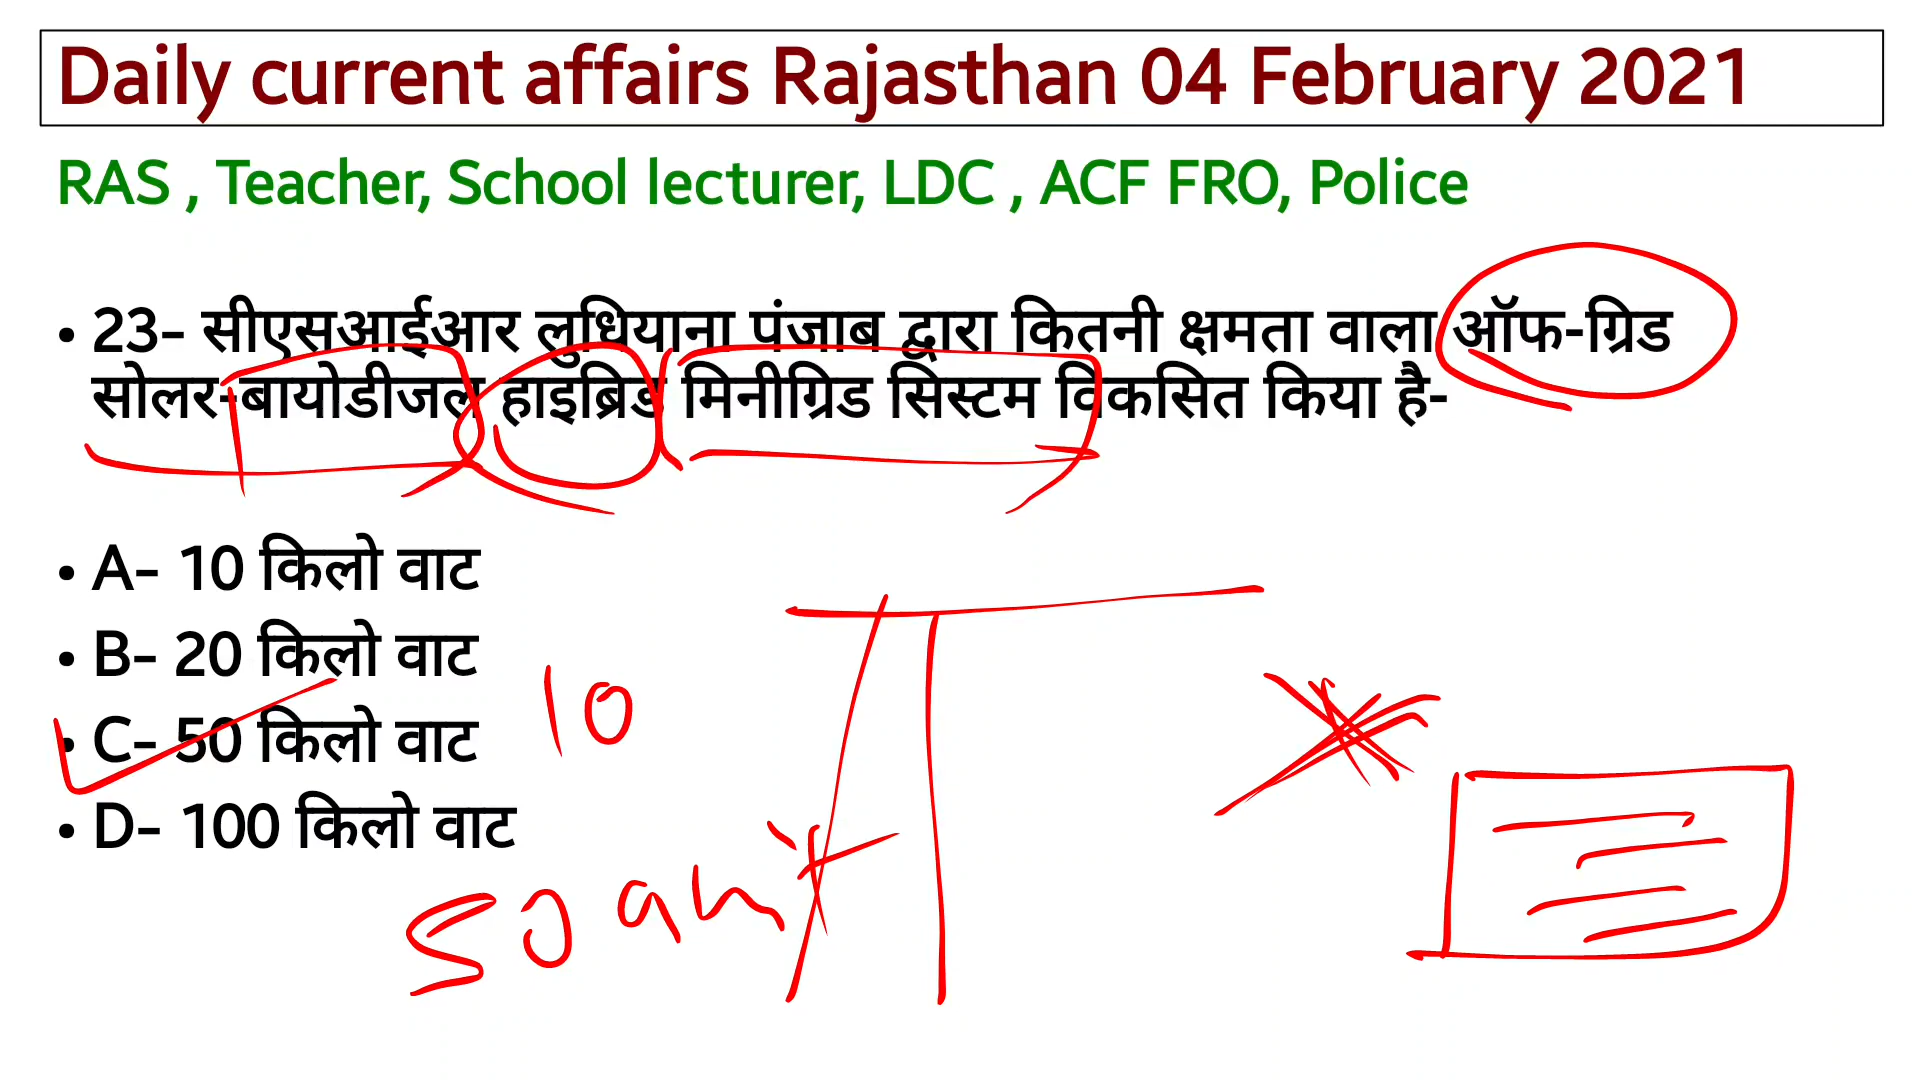 Daily current affairs Rajasthan 04 February 2021
RAS , Teacher, School lecturer, LDC , ACF FRO, Police
• 23- सीएसआईआर लुधियाना पंजाब द्वारा कितनी क्षमता वाला ऑफ-ग्रिड
सोलर-बायोडीजल हाइब्रिड मिनीग्रिड सिस्टम विकसित किया है-
• A- 10 किलो वाट
• B- 20 किलो वाट
10
• C- 50 किलो वाट
• D- 100 किलो वाट
50